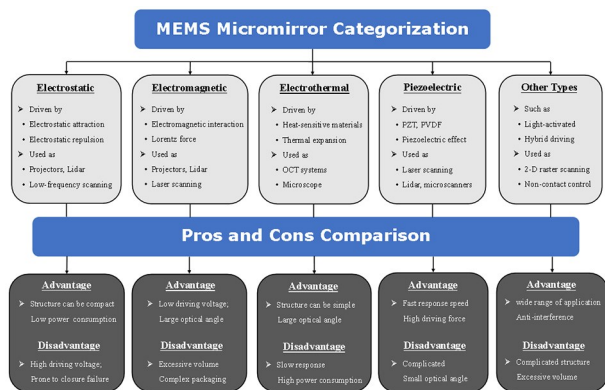 MEMS Micromirror Categorization
Electrostatic
➤ Driven by
• Electrostatic attraction
• Electrostatic repulsion
➤ Used as
• Projectors, Lidar
• Low-frequency scanning
Electromagnetic
➤ Driven by
• Electromagnetic interaction
• Lorentz force
➤ Used as
• Projectors, Lidar
• Laser scanning
Electrothermal
➤ Driven by
• Heat-sensitive materials
• Thermal expansion
➤ Used as
• OCT systems
• Microscope
Piezoelectric
➤ Driven by
• PZT, PVDF
• Piezoelectric effect
➤ Used as
• Laser scanning
• Lidar, microscanners
Other Types
➤ Such as
• Light-activated
• Hybrid driving
➤ Used as
• 2-D raster scanning
• Non-contact control
Pros and Cons Comparison
Advantage
Structure can be compact
Low power consumption
Disadvantage
High driving voltage;
Prone to closure failure
Advantage
Low driving voltage;
Large optical angle
Disadvantage
Excessive volume
Complex packaging
Advantage
Structure can be simple
Large optical angle
Disadvantage
Slow response
High power consumption
Advantage
Fast response speed
High driving force
Disadvantage
Complicated
Small optical angle
Advantage
wide range of application
Anti-interference
Disadvantage
Complicated structure
Excessive volume